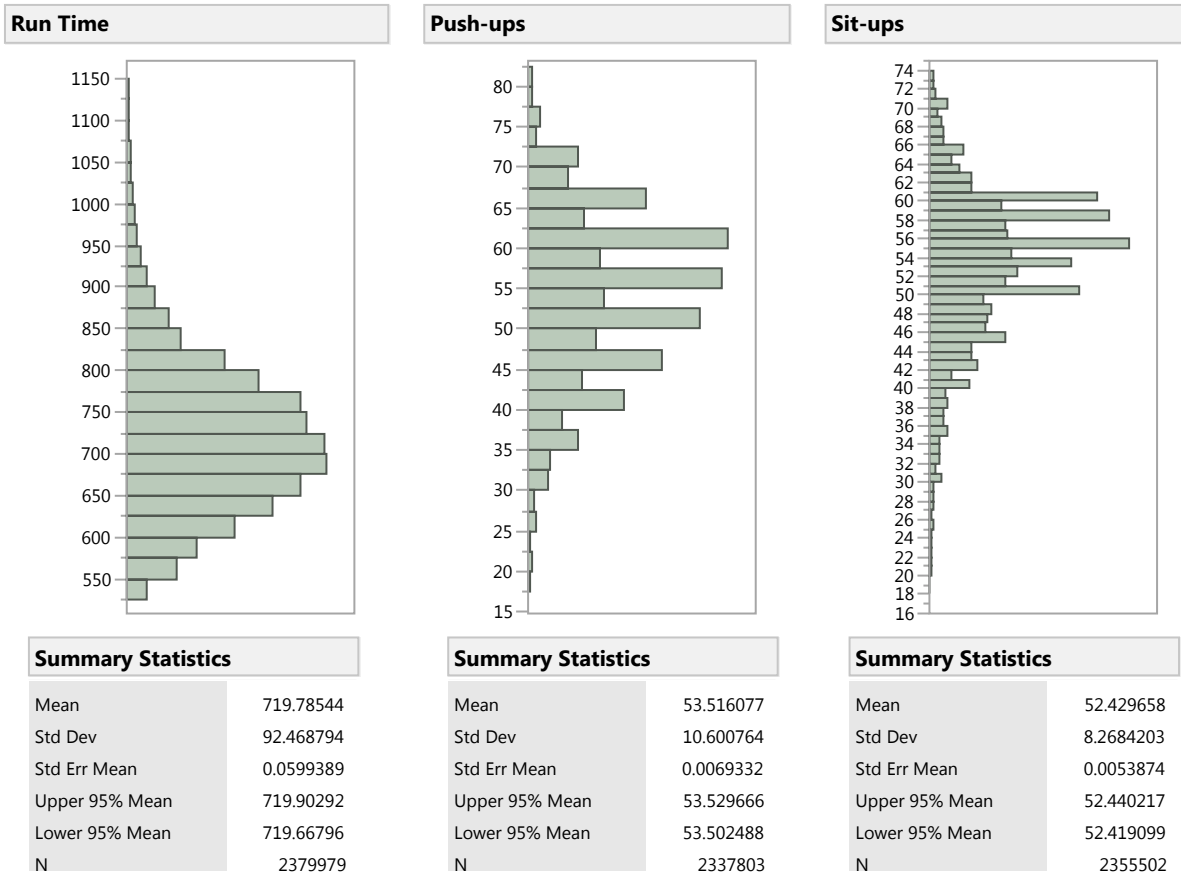 Run Time
1150
1100
1050
1000
950
900
850
800
750
700
650
600
550
Summary Statistics
Mean 719.78544
Std Dev 92.468794
Std Err Mean 0.0599389
Upper 95% Mean 719.90292
Lower 95% Mean 719.66796
N 2379979
Push-ups
80
75
70
65
60
55
50
45
40
35
30
25
20
15
Summary Statistics
Mean 53.516077
Std Dev 10.600764
Std Err Mean 0.0069332
Upper 95% Mean 53.529666
Lower 95% Mean 53.502488
N 2337803
Sit-ups
74
72
70
68
66
64
62
60
58
56
54
52
50
48
46
44
42
40
38
36
34
32
30
28
26
24
22
20
18
16
Summary Statistics
Mean 52.429658
Std Dev 8.2684203
Std Err Mean 0.0053874
Upper 95% Mean 52.440217
Lower 95% Mean 52.419099
N 2355502